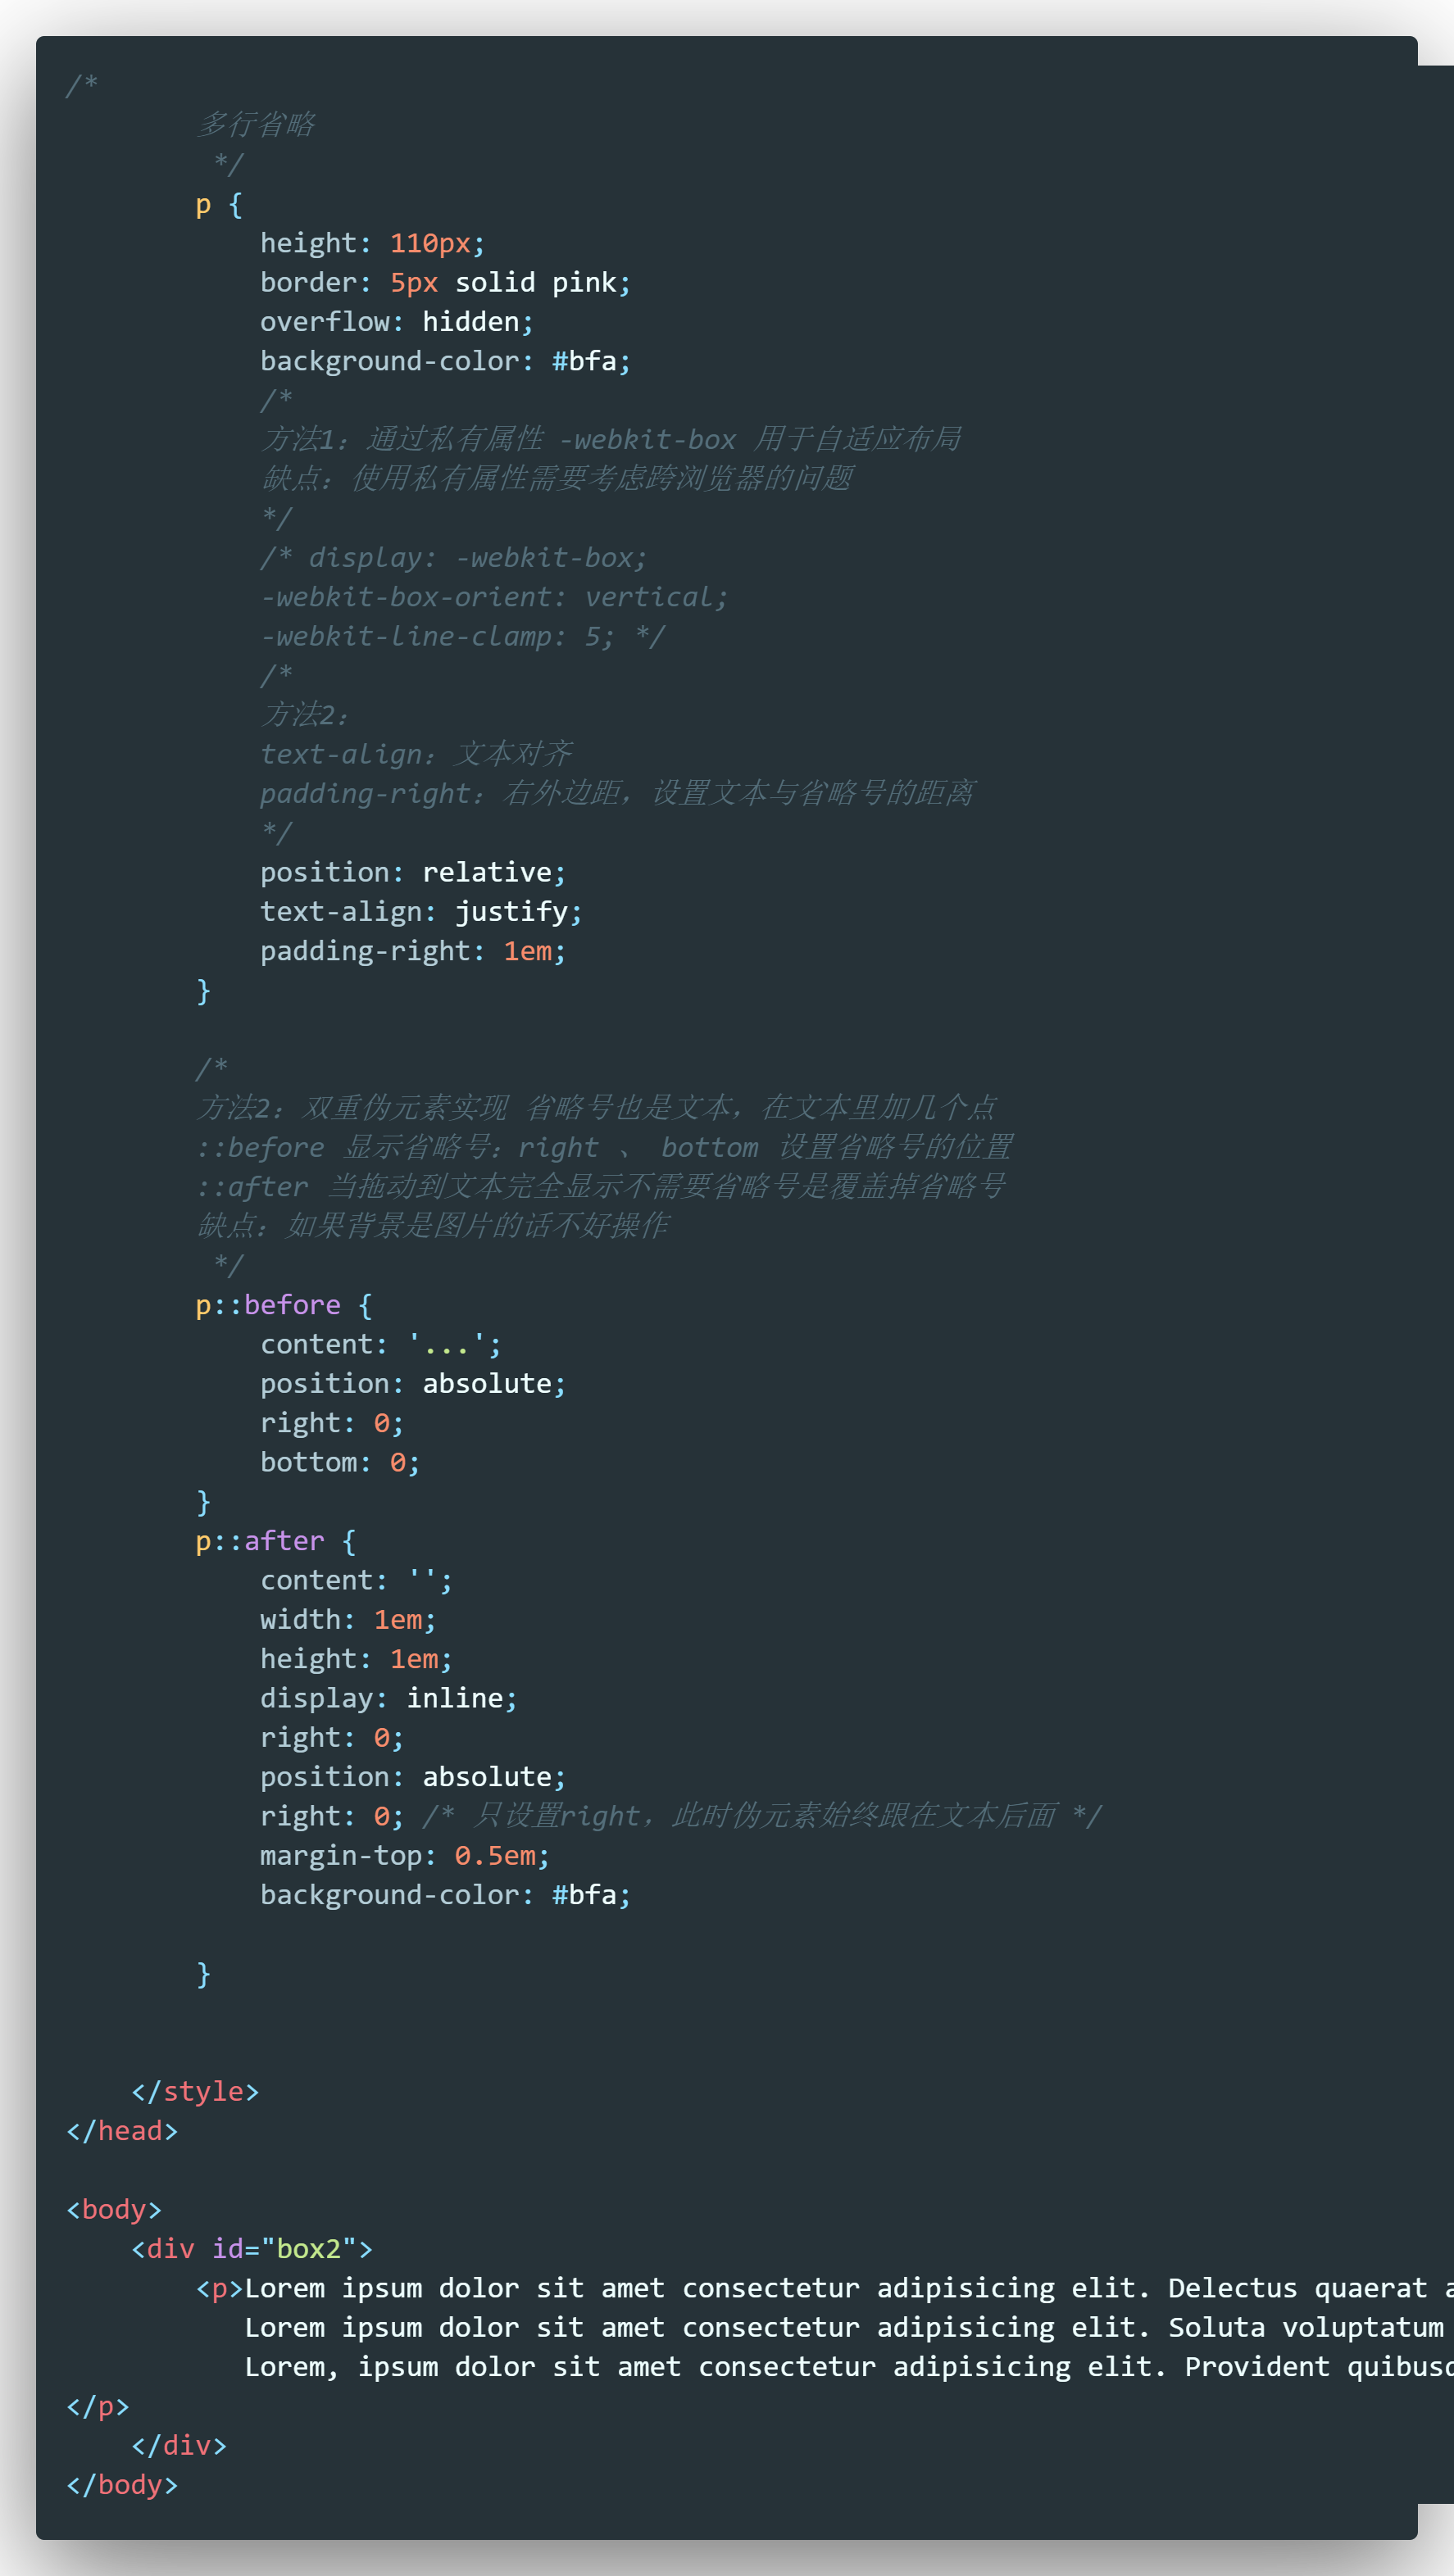 /*
多行省略
*/
p {
height: 110px;
border: 5px solid pink;
overflow: hidden;
background-color: #bfa;
/*
方法1：通过私有属性 -webkit-box 用于自适应布局
缺点：使用私有属性需要考虑跨浏览器的问题
*/
/* display: -webkit-box;
-webkit-box-orient: vertical;
-webkit-line-clamp: 5; */
/*
方法2：
text-align：文本对齐
padding-right：右外边距，设置文本与省略号的距离
*/
position: relative;
text-align: justify;
padding-right: 1em;
}
/*
方法2：双重伪元素实现 省略号也是文本，在文本里加几个点
::before 显示省略号：right 、 bottom 设置省略号的位置
::after 当拖动到文本完全显示不需要省略号是覆盖掉省略号
缺点：如果背景是图片的话不好操作
*/
p::before {
content: '...';
position: absolute;
right: 0;
bottom: 0;
}
p::after {
content: '';
width: 1em;
height: 1em;
display: inline;
right: 0;
position: absolute;
right: 0; /* 只设置right，此时伪元素始终跟在文本后面 */
margin-top: 0.5em;
background-color: #bfa;
}
</style>
</head>
<body>
<div id="box2">
<p>Lorem ipsum dolor sit amet consectetur adipisicing elit. Delectus quaerat
Lorem ipsum dolor sit amet consectetur adipisicing elit. Soluta voluptatum
Lorem, ipsum dolor sit amet consectetur adipisicing elit. Provident
</p>
</div>
</body>